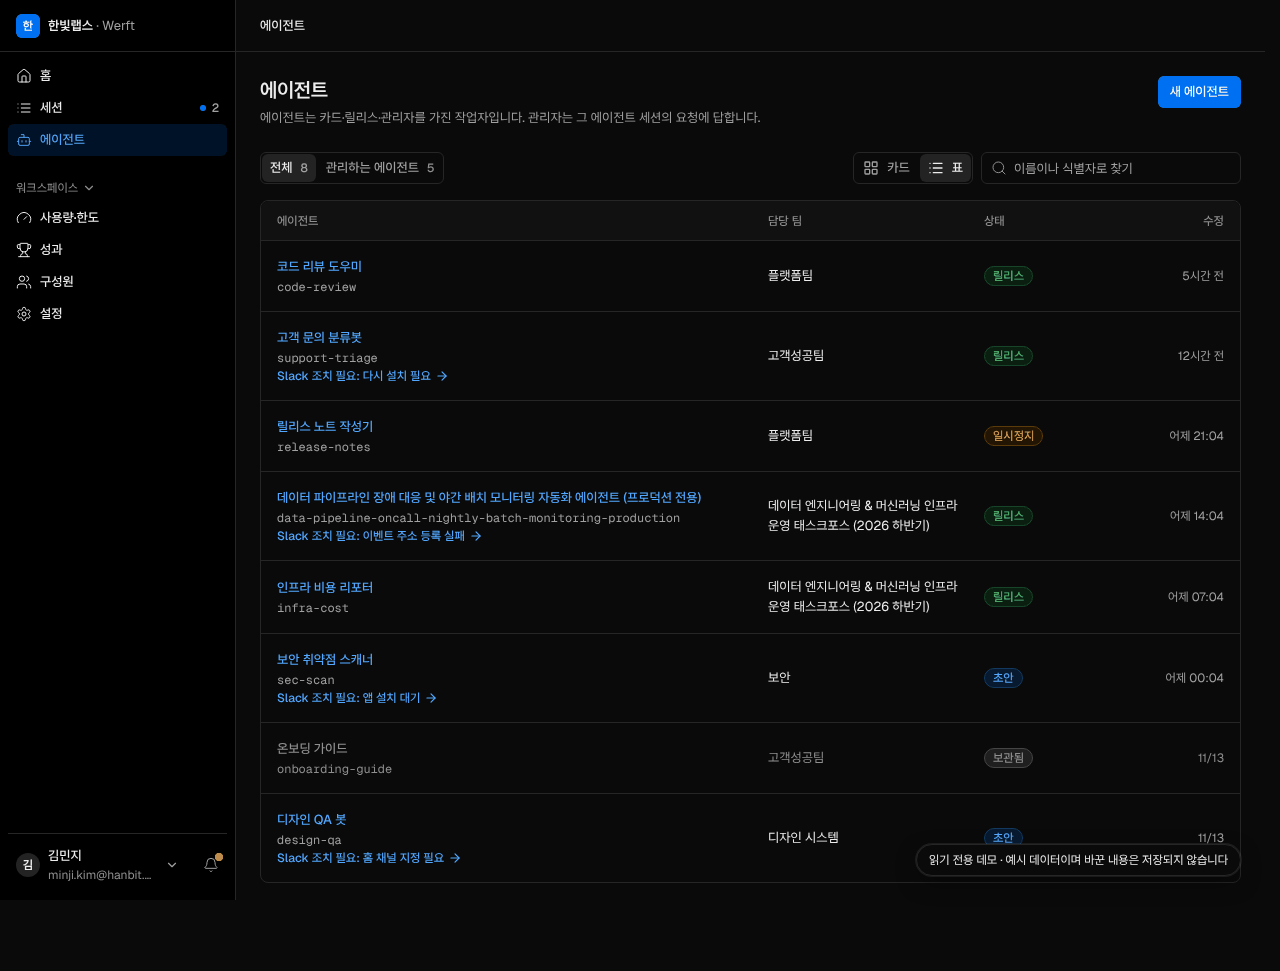 한 한빛랩스 · Werft
홈
세션 2
에이전트
워크스페이스
사용량·한도
성과
구성원
설정
김 김민지
minji.kim@hanbit....
에이전트
에이전트
에이전트는 카드·릴리스·관리자를 가진 작업자입니다. 관리자는 그 에이전트 세션의 요청에 답합니다.
새 에이전트
전체 8 관리하는 에이전트 5
카드 표 이름이나 식별자로 찾기
에이전트 담당 팀 상태 수정
코드 리뷰 도우미
code-review
플랫폼팀 릴리스 5시간 전
고객 문의 분류봇
support-triage
Slack 조치 필요: 다시 설치 필요 →
고객성공팀 릴리스 12시간 전
릴리스 노트 작성기
release-notes
플랫폼팀 일시정지 어제 21:04
데이터 파이프라인 장애 대응 및 야간 배치 모니터링 자동화 에이전트 (프로덕션 전용)
data-pipeline-oncall-nightly-batch-monitoring-production
Slack 조치 필요: 이벤트 주소 등록 실패 →
데이터 엔지니어링 & 머신러닝 인프라
운영 태스크포스 (2026 하반기)
릴리스 어제 14:04
인프라 비용 리포터
infra-cost
데이터 엔지니어링 & 머신러닝 인프라
운영 태스크포스 (2026 하반기)
릴리스 어제 07:04
보안 취약점 스캐너
sec-scan
Slack 조치 필요: 앱 설치 대기 →
보안 초안 어제 00:04
온보딩 가이드
onboarding-guide
고객성공팀 보관됨 11/13
디자인 QA 봇
design-qa
Slack 조치 필요: 홈 채널 지정 필요 →
디자인 시스템 초안 11/13
읽기 전용 데모 · 예시 데이터이며 바꾼 내용은 저장되지 않습니다